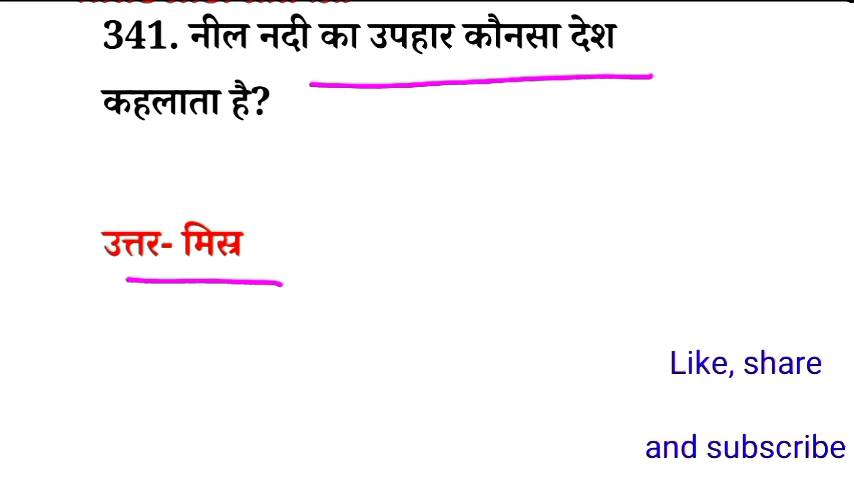 341. नील नदी का उपहार कौनसा देश
कहलाता है?
उत्तर- मिस्र
Like, share
and subscribe